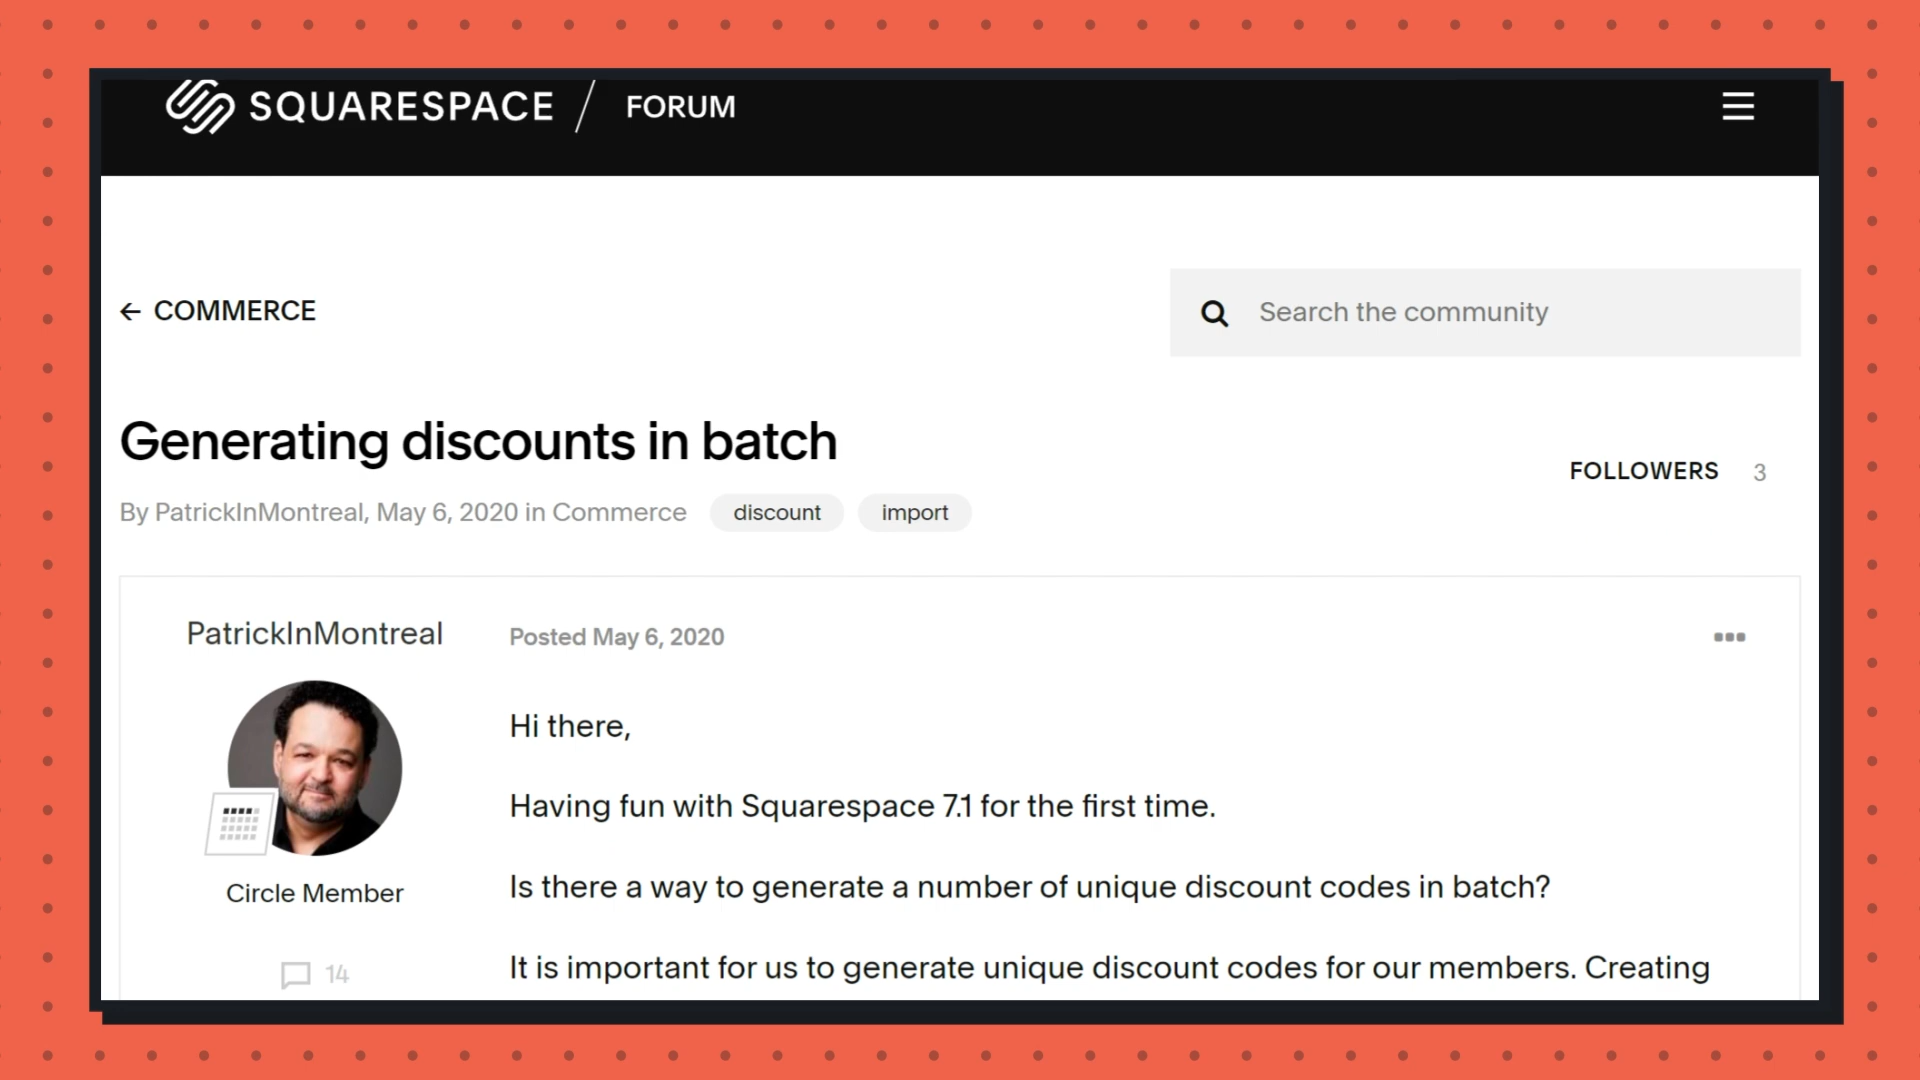 SQUARESPACE / FORUM
← COMMERCE
Search the community
Generating discounts in batch
By PatrickInMontreal, May 6, 2020 in Commerce discount import
FOLLOWERS 3
PatrickInMontreal
Posted May 6, 2020
Hi there,
Having fun with Squarespace 7.1 for the first time.
Is there a way to generate a number of unique discount codes in batch?
Circle Member
It is important for us to generate unique discount codes for our members. Creating
14